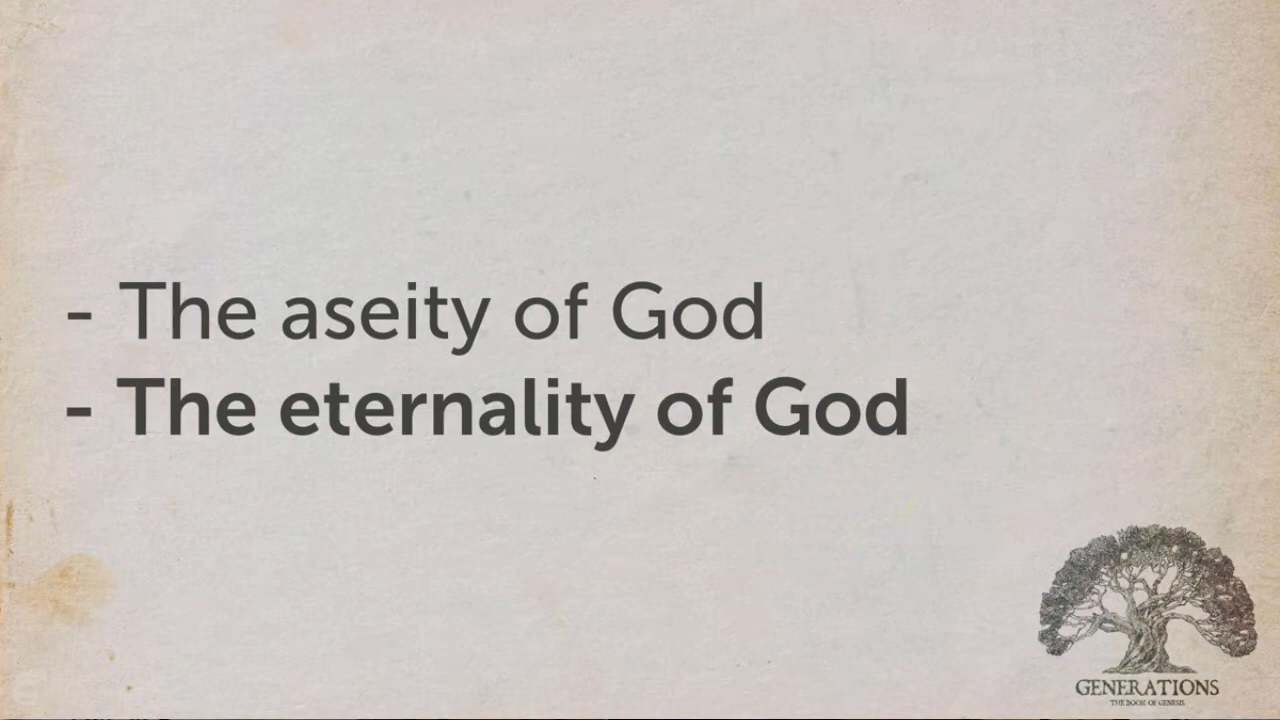 - The aseity of God
- The eternality of God
GENERATIONS
THE BOOK OF GENESIS